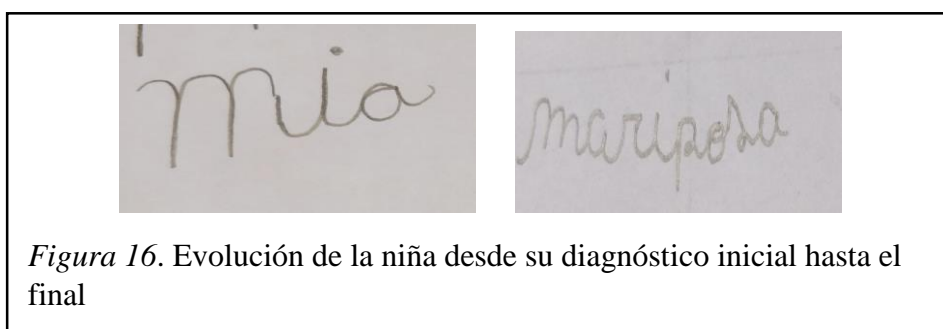 mia
mariposa
Figura 16. Evolución de la niña desde su diagnóstico inicial hasta el
final